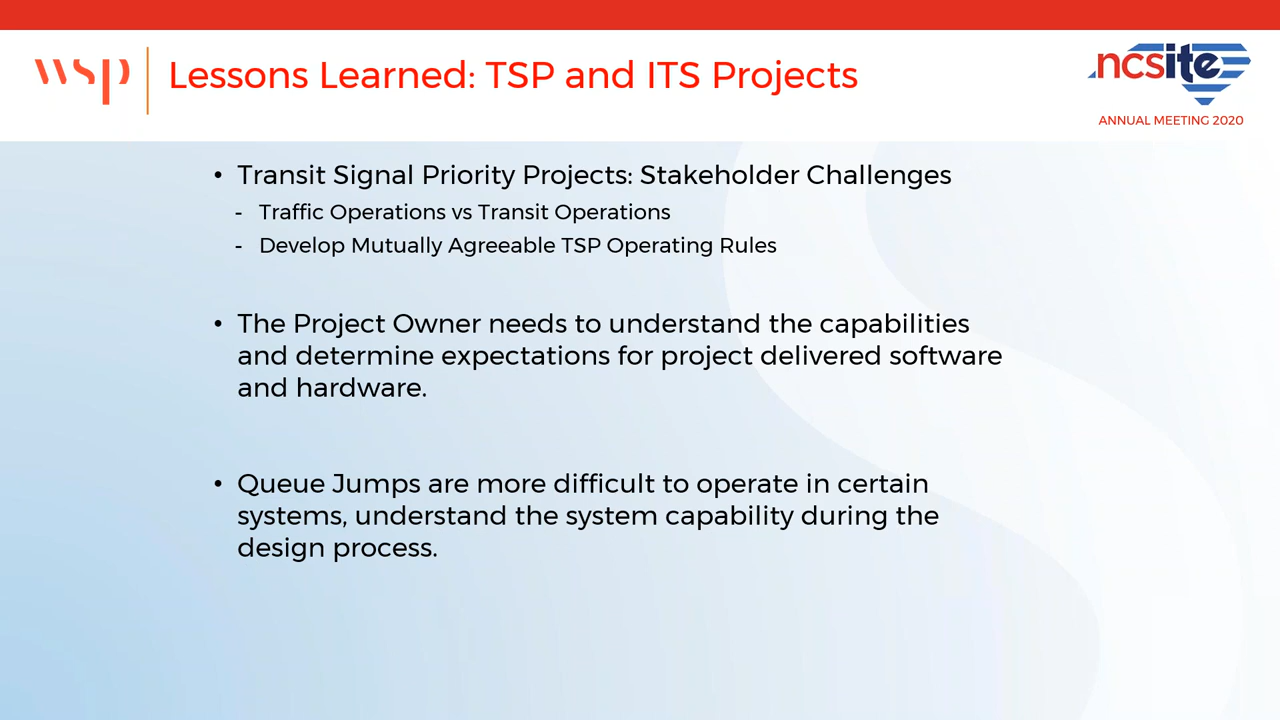 wsp
Lessons Learned: TSP and ITS Projects
ncsite
ANNUAL MEETING 2020
• Transit Signal Priority Projects: Stakeholder Challenges
- Traffic Operations vs Transit Operations
- Develop Mutually Agreeable TSP Operating Rules
• The Project Owner needs to understand the capabilities
and determine expectations for project delivered software
and hardware.
• Queue Jumps are more difficult to operate in certain
systems, understand the system capability during the
design process.